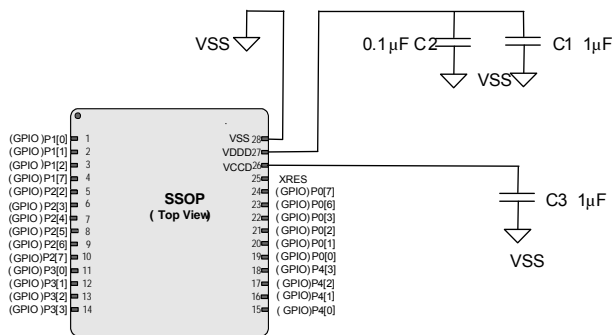 VSS
0.1 µF C2
C1 1µF
VSS
(GPIO)P1[0] 1
(GPIO)P1[1] 2
(GPIO)P1[2] 3
(GPIO)P1[7] 4
(GPIO)P2[2] 5
(GPIO)P2[3] 6
(GPIO)P2[4] 7
(GPIO)P2[5] 8
(GPIO)P2[6] 9
(GPIO)P2[7] 10
(GPIO)P3[0] 11
(GPIO)P3[1] 12
(GPIO)P3[2] 13
(GPIO)P3[3] 14
SSOP
( Top View)
VSS 28
VDDD 27
VCCD 26
25 XRES
24 (GPIO)P0[7]
23 (GPIO)P0[6]
22 (GPIO)P0[3]
21 (GPIO)P0[2]
20 (GPIO)P0[1]
19 (GPIO)P0[0]
18 (GPIO)P4[3]
17 (GPIO)P4[2]
16 (GPIO)P4[1]
15 (GPIO)P4[0]
C3 1µF
VSS